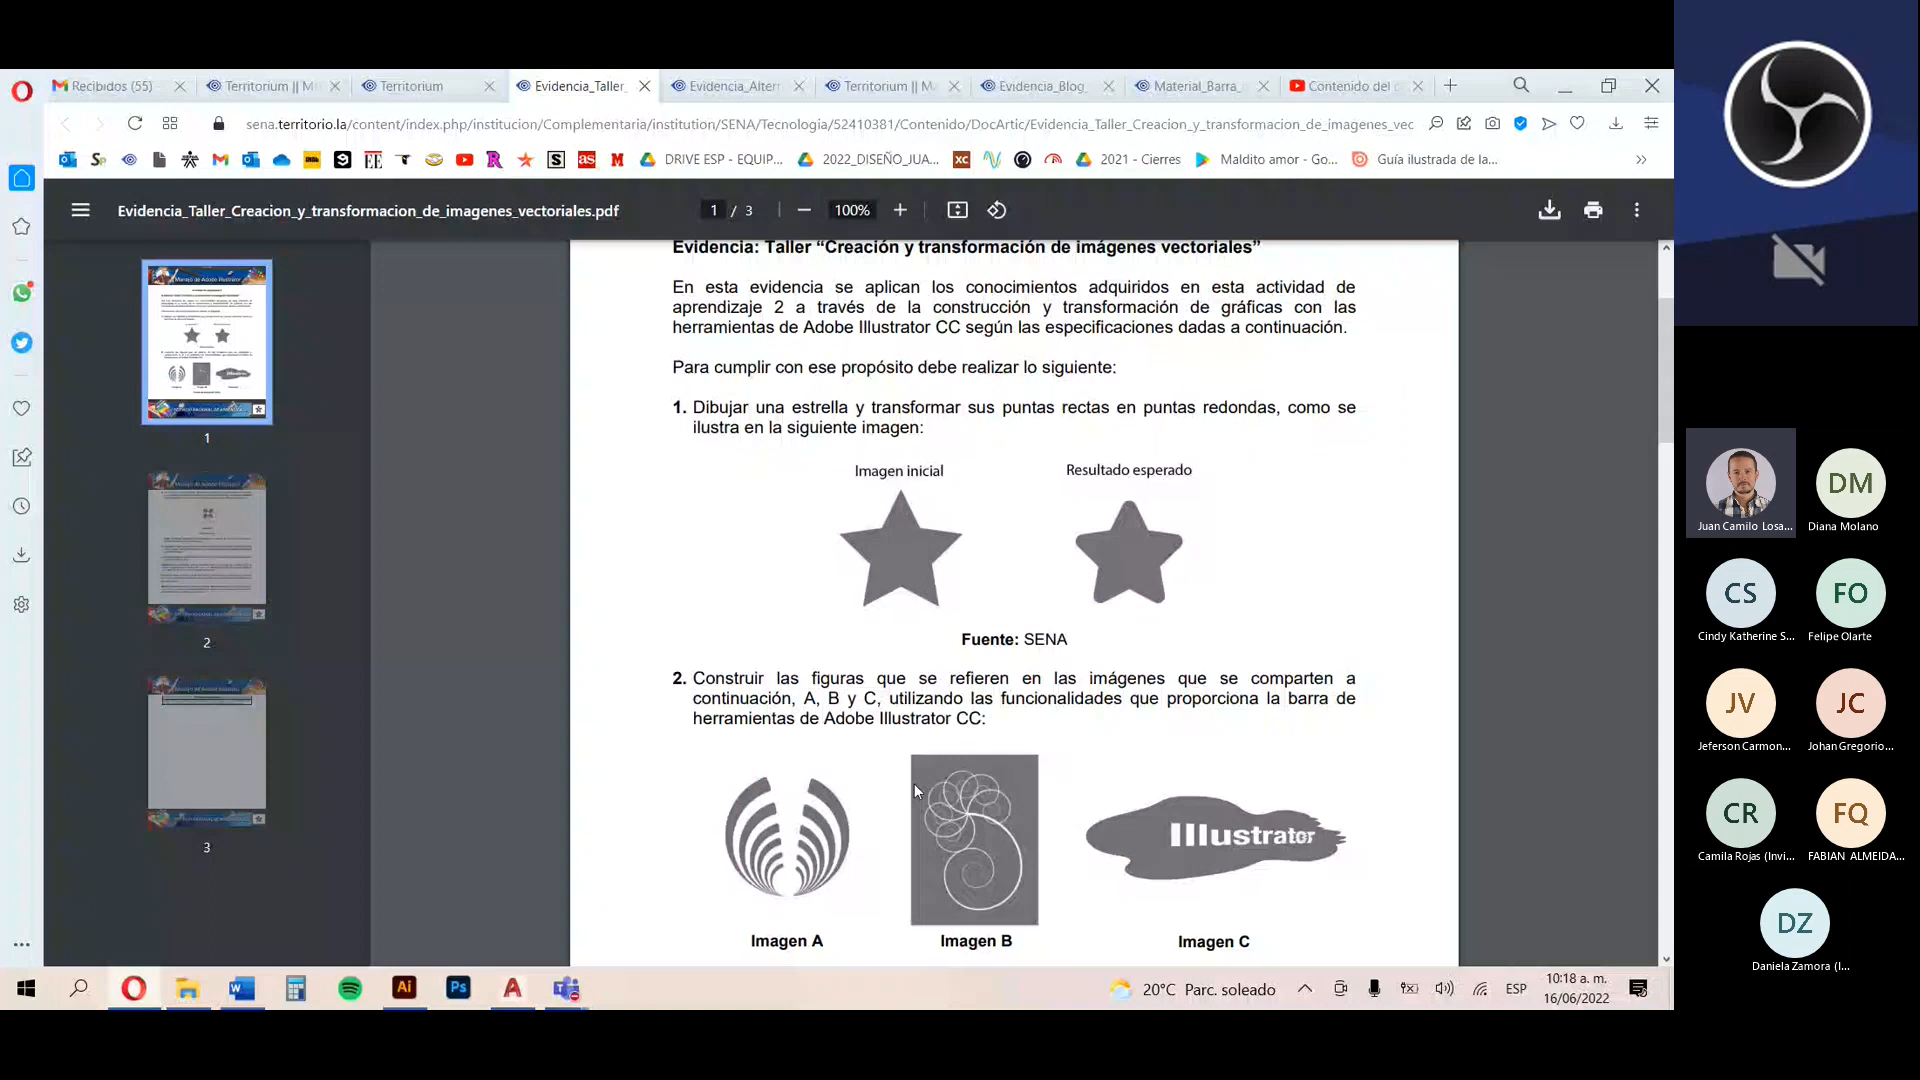 Recibidos (55)
Territorium || M
Territorium
Evidencia_Taller_
Evidencia_Altern
Territorium || M
Evidencia_Blog_
Material_Barra_
Contenido del c
sena.territorio.la/content/index.php/institucion/Complementaria/institution/SENA/Tecnologia/52410381/Contenido/DocArtic/Evidencia_Taller_Creacion_y_transformacion_de_imagenes_vec
DRIVE ESP - EQUIP...
2022_DISEÑO_JUA...
XC
2021 - Cierres
Maldito amor - Go...
Guía ilustrada de la...
Evidencia_Taller_Creacion_y_transformacion_de_imagenes_vectoriales.pdf
1 / 3
100%
Evidencia: Taller “Creación y transformación de imágenes vectoriales”
En esta evidencia se aplican los conocimientos adquiridos en esta actividad de
aprendizaje 2 a través de la construcción y transformación de gráficas con las
herramientas de Adobe Illustrator CC según las especificaciones dadas a continuación.
Para cumplir con ese propósito debe realizar lo siguiente:
1. Dibujar una estrella y transformar sus puntas rectas en puntas redondas, como se
ilustra en la siguiente imagen:
Imagen inicial
Resultado esperado
Fuente: SENA
2. Construir las figuras que se refieren en las imágenes que se comparten a
continuación, A, B y C, utilizando las funcionalidades que proporciona la barra de
herramientas de Adobe Illustrator CC:
Illustrator
Imagen A
Imagen B
Imagen C
1
2
3
Juan Camilo Losa...
DM
Diana Molano
CS
Cindy Katherine S...
FO
Felipe Olarte
JV
Jeferson Carmon...
JC
Johan Gregorio...
CR
Camila Rojas (Invi...
FQ
FABIAN ALMEIDA...
DZ
Daniela Zamora (I...
Ai
Ps
20°C Parc. soleado
ESP
10:18 a. m.
16/06/2022